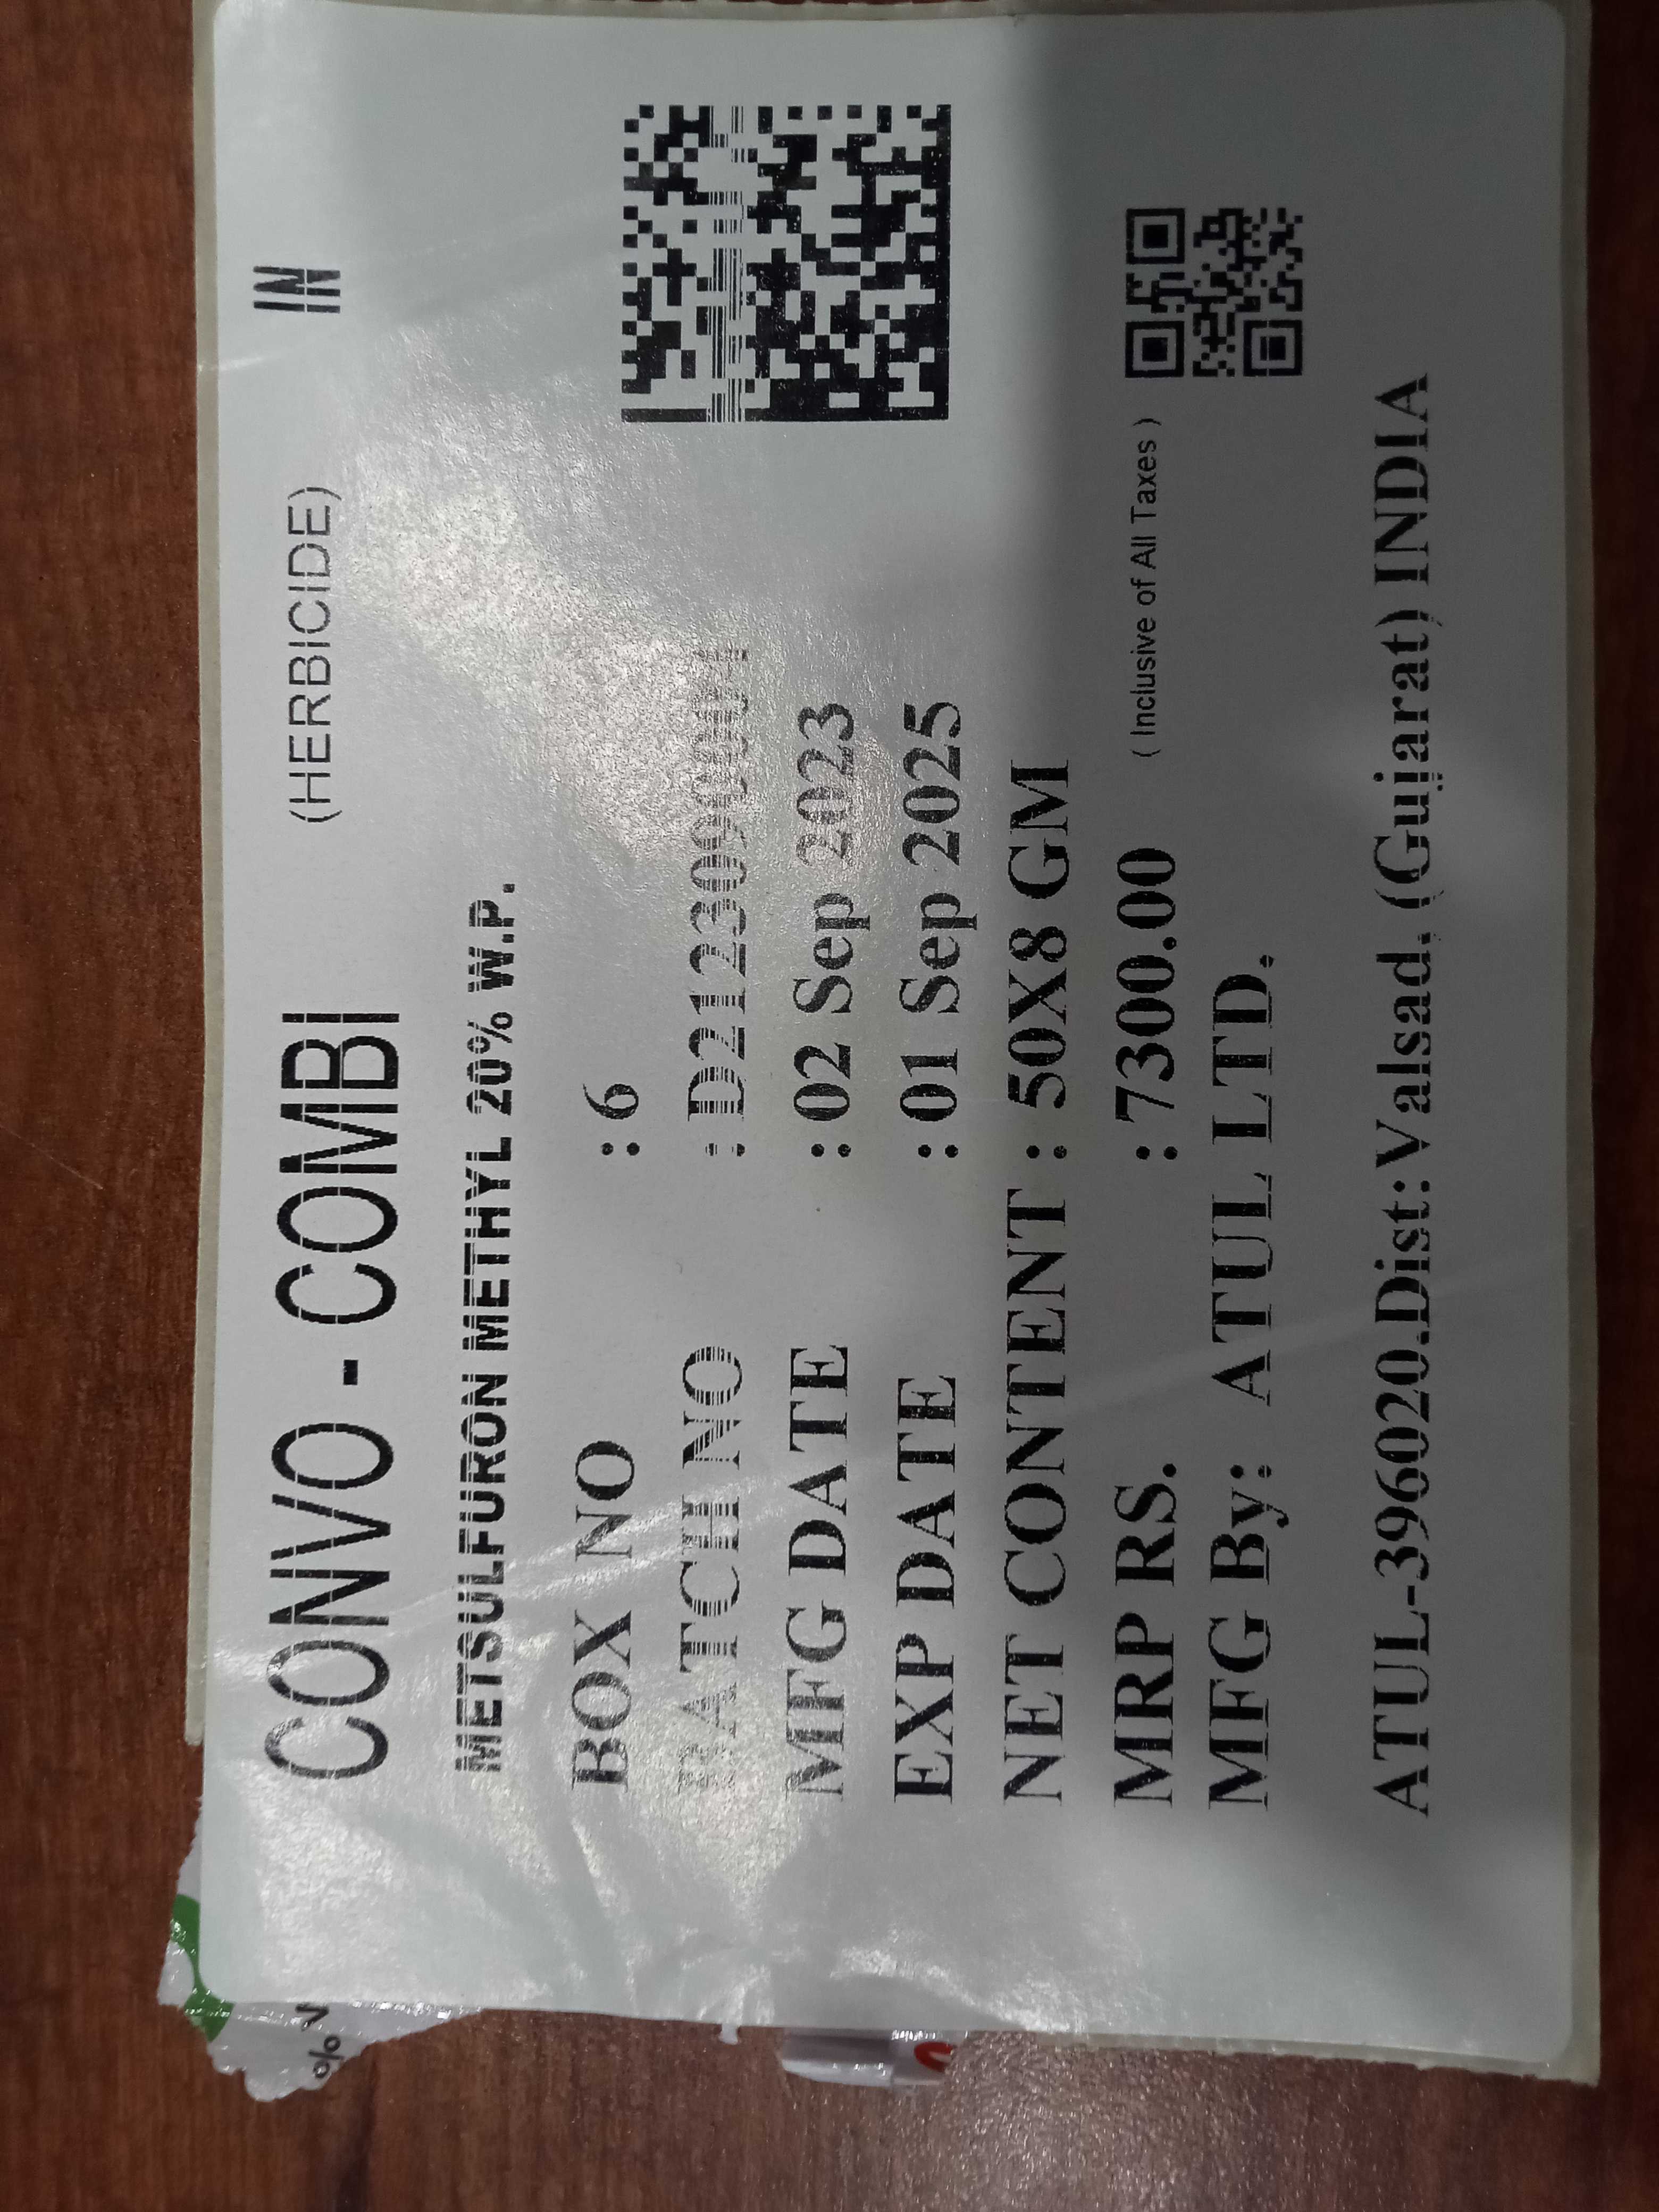 CONVO - COMBI (HERBICIDE) IN
METSULFURON METHYL 20% W.P.
BOX NO : 6
BATCH NO :
MFG DATE : 02 Sep 2023
EXP DATE : 01 Sep 2025
NET CONTENT : 50X8 GM
MRP RS. : 7300.00 ( Inclusive of All Taxes )
MFG By: ATUL LTD.
ATUL-396020.Dist: Valsad. (Gujarat) INDIA
%